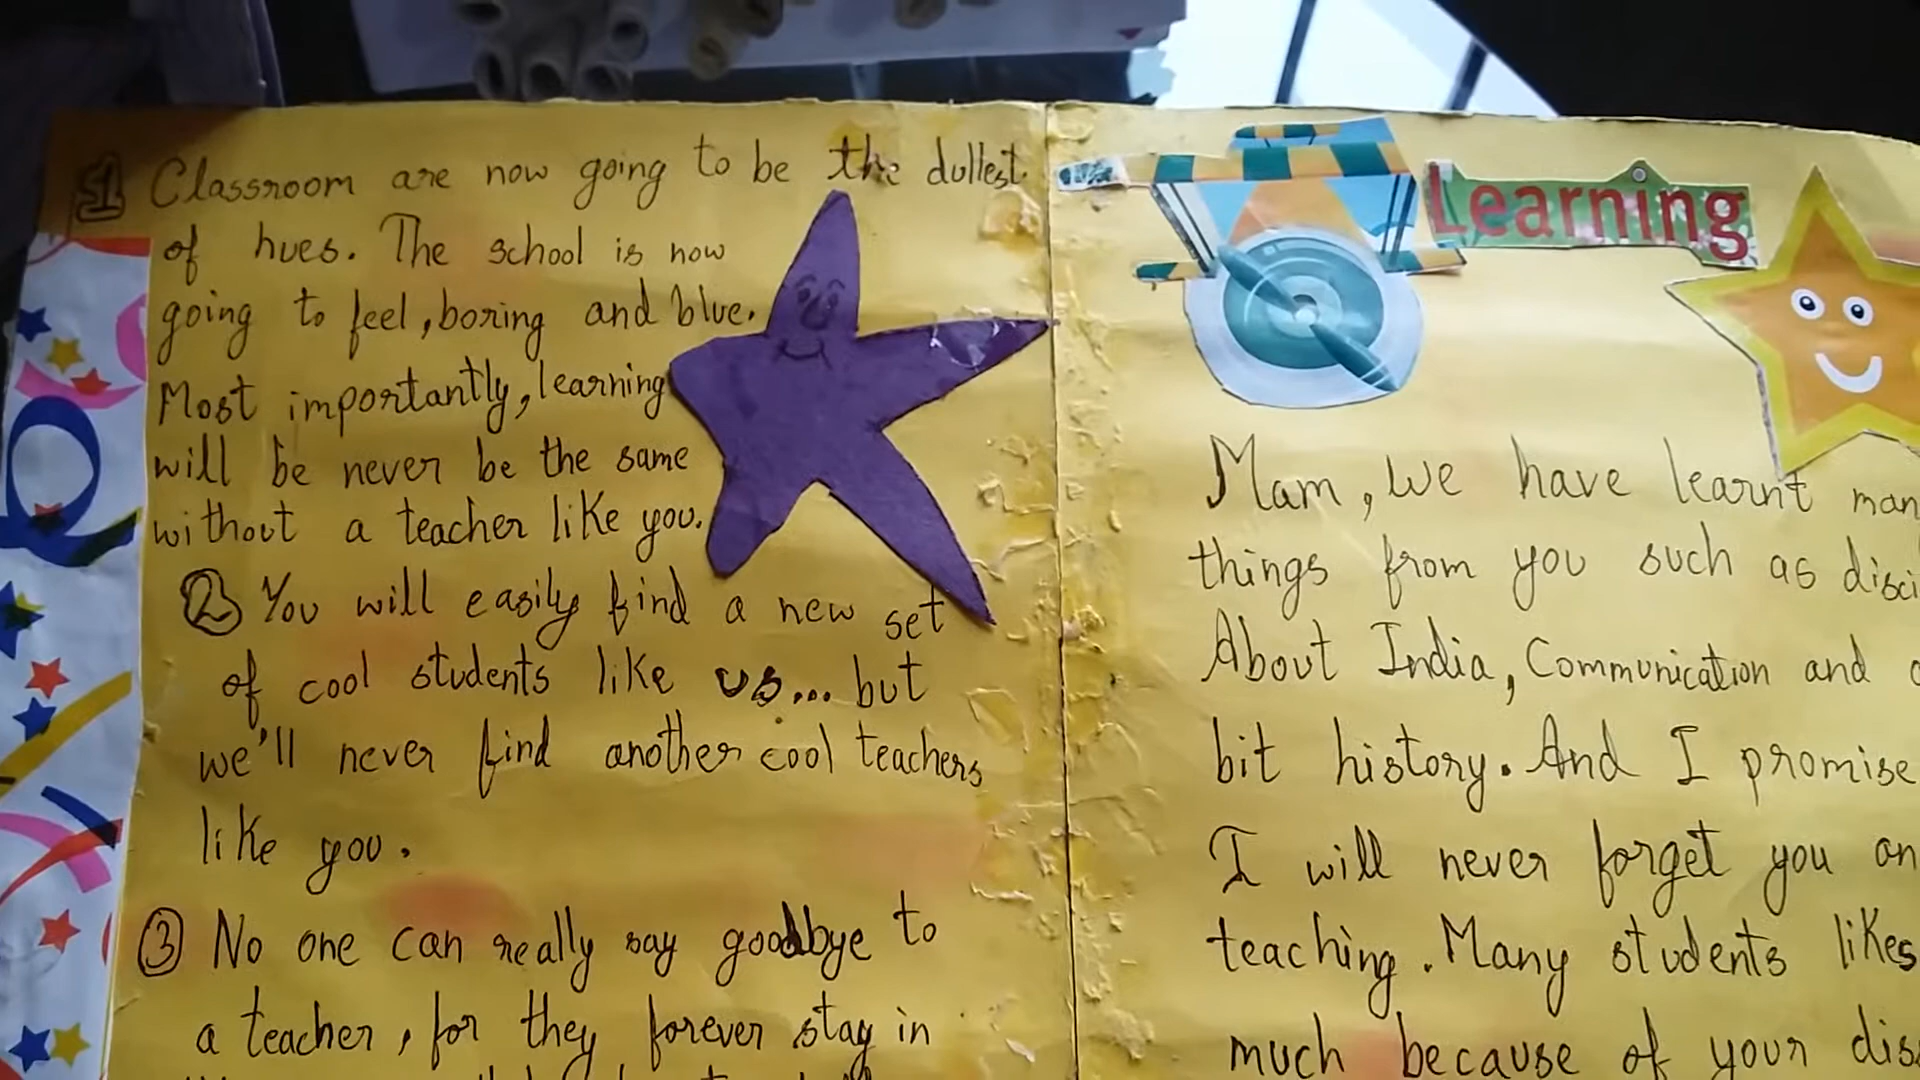 1 Classroom are now going to be the dullest
of hues. The school is now
going to feel, boring and blue.
Most importantly, learning
will be never be the same
without a teacher like you.
2 You will easily find a new set
of cool students like us... but
we'll never find another cool teachers
like you.
3 No one can really say goodbye to
a teacher, for they forever stay in
Learning
Mam, we have learnt
things from you such as
About India, Communication and
bit history. And I promise
I will never forget you
teaching. Many students likes
much because of your